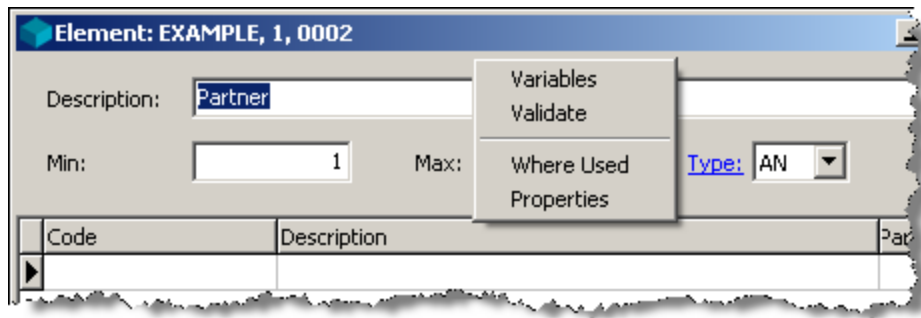 Element: EXAMPLE, 1, 0002
Description: Partner
Variables
Validate
Min: 1 Max: Where Used Type: AN
Properties
Code Description